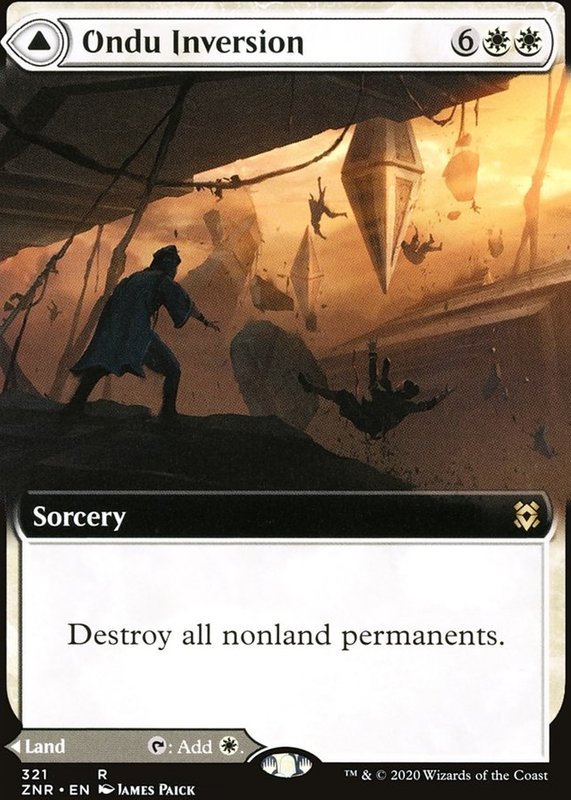 Ondu Inversion 6
Sorcery
Destroy all nonland permanents.
Land : Add .
321 R
ZNR • EN James Paick
™ & © 2020 Wizards of the Coast